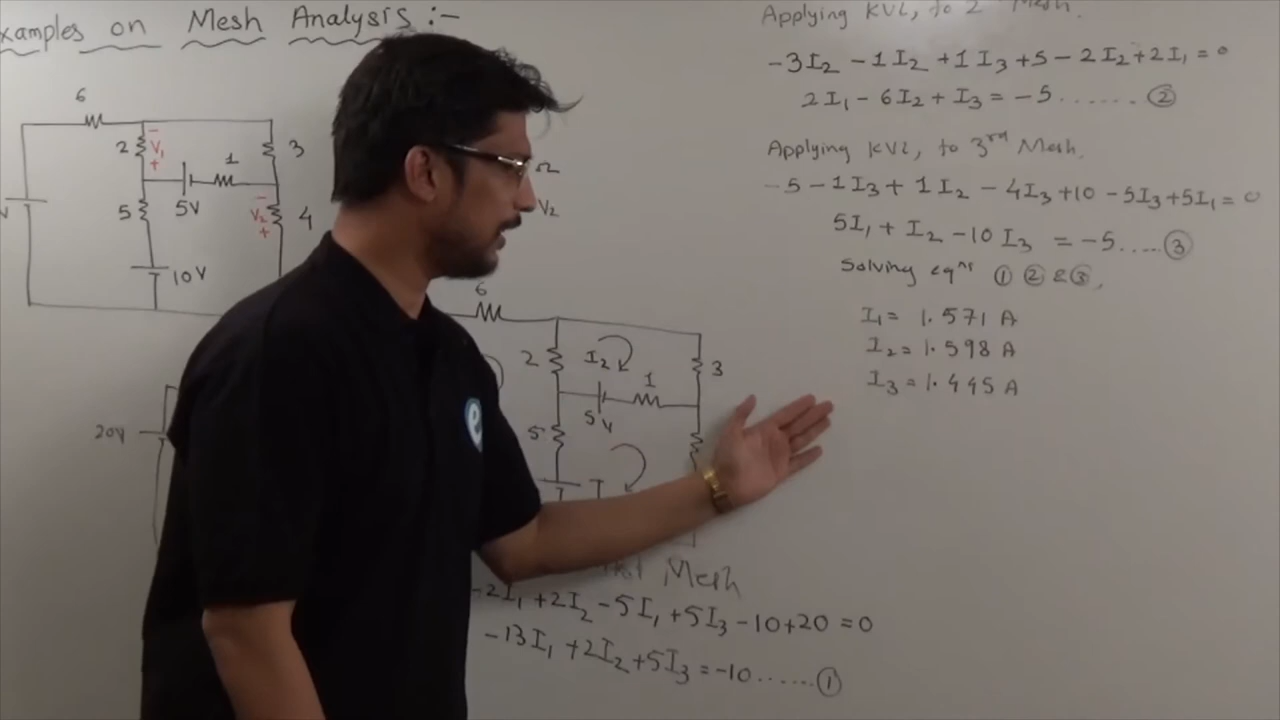 xamples on Mesh Analysis :-
6
2
V1
-
+
3
1
5V
5
V2
-
+
4
10V
Ω
V2
20V
6
2
I2
3
1
5V
5
Mesh
-2I1 + 2I2 - 5I1 + 5I3 - 10 + 20 = 0
-13I1 + 2I2 + 5I3 = -10 ...... ①
Applying KVL, to 2 Mesh.
-3I2 - 1I2 + 1I3 + 5 - 2I2 + 2I1 = 0
2I1 - 6I2 + I3 = -5 ...... ②
Applying KVL, to 3rd Mesh,
-5 - 1I3 + 1I2 - 4I3 + 10 - 5I3 + 5I1 = 0
5I1 + I2 - 10I3 = -5 ..... ③
Solving eqns ① ② & ③,
I1 = 1.571 A
I2 = 1.598 A
I3 = 1.445 A